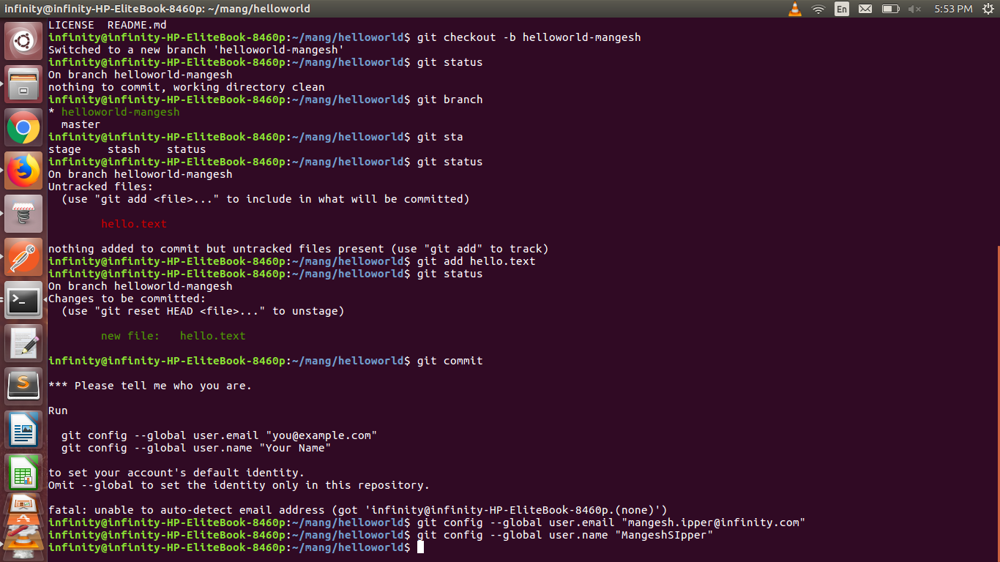 infinity@infinity-HP-EliteBook-8460p: ~/mang/helloworld
En
5:53 PM
LICENSE  README.md
infinity@infinity-HP-EliteBook-8460p:~/mang/helloworld$ git checkout -b helloworld-mangesh
Switched to a new branch 'helloworld-mangesh'
infinity@infinity-HP-EliteBook-8460p:~/mang/helloworld$ git status
On branch helloworld-mangesh
nothing to commit, working directory clean
infinity@infinity-HP-EliteBook-8460p:~/mang/helloworld$ git branch
* helloworld-mangesh
  master
infinity@infinity-HP-EliteBook-8460p:~/mang/helloworld$ git sta
stage    stash    status
infinity@infinity-HP-EliteBook-8460p:~/mang/helloworld$ git status
On branch helloworld-mangesh
Untracked files:
  (use "git add <file>..." to include in what will be committed)
        hello.text
nothing added to commit but untracked files present (use "git add" to track)
infinity@infinity-HP-EliteBook-8460p:~/mang/helloworld$ git add hello.text
infinity@infinity-HP-EliteBook-8460p:~/mang/helloworld$ git status
On branch helloworld-mangesh
Changes to be committed:
  (use "git reset HEAD <file>..." to unstage)
        new file:   hello.text
infinity@infinity-HP-EliteBook-8460p:~/mang/helloworld$ git commit
*** Please tell me who you are.
Run
  git config --global user.email "you@example.com"
  git config --global user.name "Your Name"
to set your account's default identity.
Omit --global to set the identity only in this repository.
fatal: unable to auto-detect email address (got 'infinity@infinity-HP-EliteBook-8460p.(none)')
infinity@infinity-HP-EliteBook-8460p:~/mang/helloworld$ git config --global user.email "mangesh.ipper@infinity.com"
infinity@infinity-HP-EliteBook-8460p:~/mang/helloworld$ git config --global user.name "MangeshSIpper"
infinity@infinity-HP-EliteBook-8460p:~/mang/helloworld$